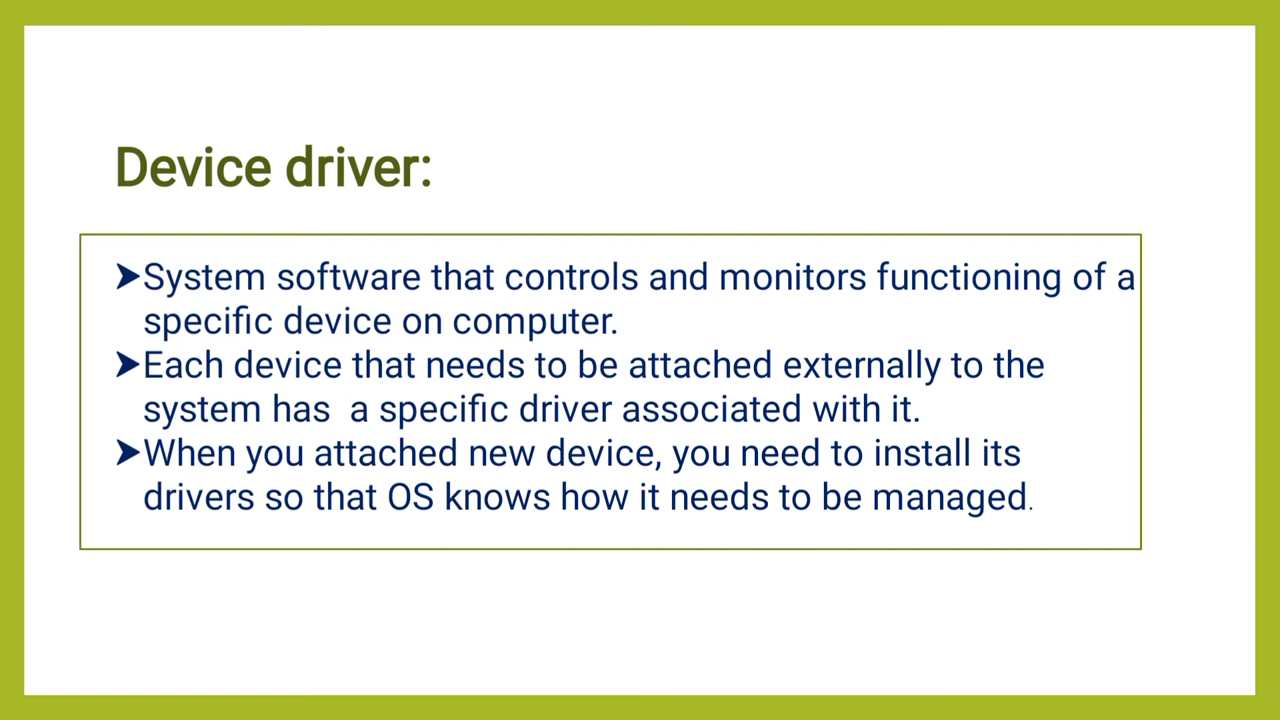 Device driver:
➤System software that controls and monitors functioning of a
specific device on computer.
➤Each device that needs to be attached externally to the
system has  a specific driver associated with it.
➤When you attached new device, you need to install its
drivers so that OS knows how it needs to be managed.